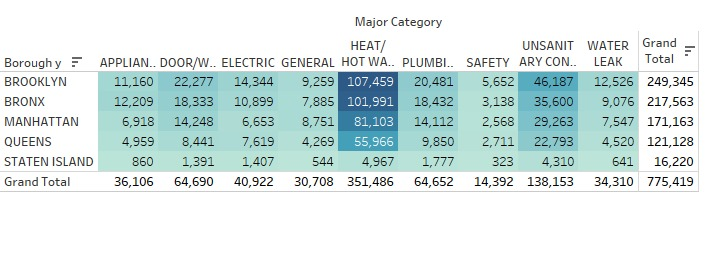 Major Category
Borough y APPLIAN.. DOOR/W.. ELECTRIC GENERAL HEAT/ HOT WA.. PLUMBI.. SAFETY UNSANIT ARY CON.. WATER LEAK Grand Total
BROOKLYN 11,160 22,277 14,344 9,259 107,459 20,481 5,652 46,187 12,526 249,345
BRONX 12,209 18,333 10,899 7,885 101,991 18,432 3,138 35,600 9,076 217,563
MANHATTAN 6,918 14,248 6,653 8,751 81,103 14,112 2,568 29,263 7,547 171,163
QUEENS 4,959 8,441 7,619 4,269 55,966 9,850 2,711 22,793 4,520 121,128
STATEN ISLAND 860 1,391 1,407 544 4,967 1,777 323 4,310 641 16,220
Grand Total 36,106 64,690 40,922 30,708 351,486 64,652 14,392 138,153 34,310 775,419